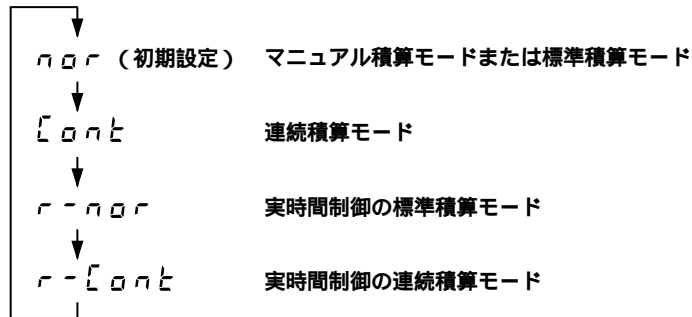 nor（初期設定） マニュアル積算モードまたは標準積算モード
Cont 連続積算モード
r-nor 実時間制御の標準積算モード
r-Cont 実時間制御の連続積算モード